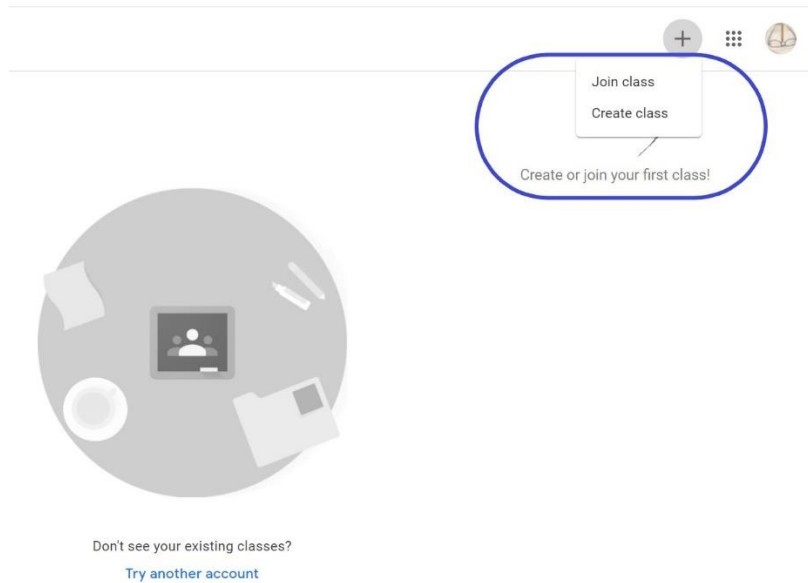 Join class
Create class
Create or join your first class!
Don't see your existing classes?
Try another account